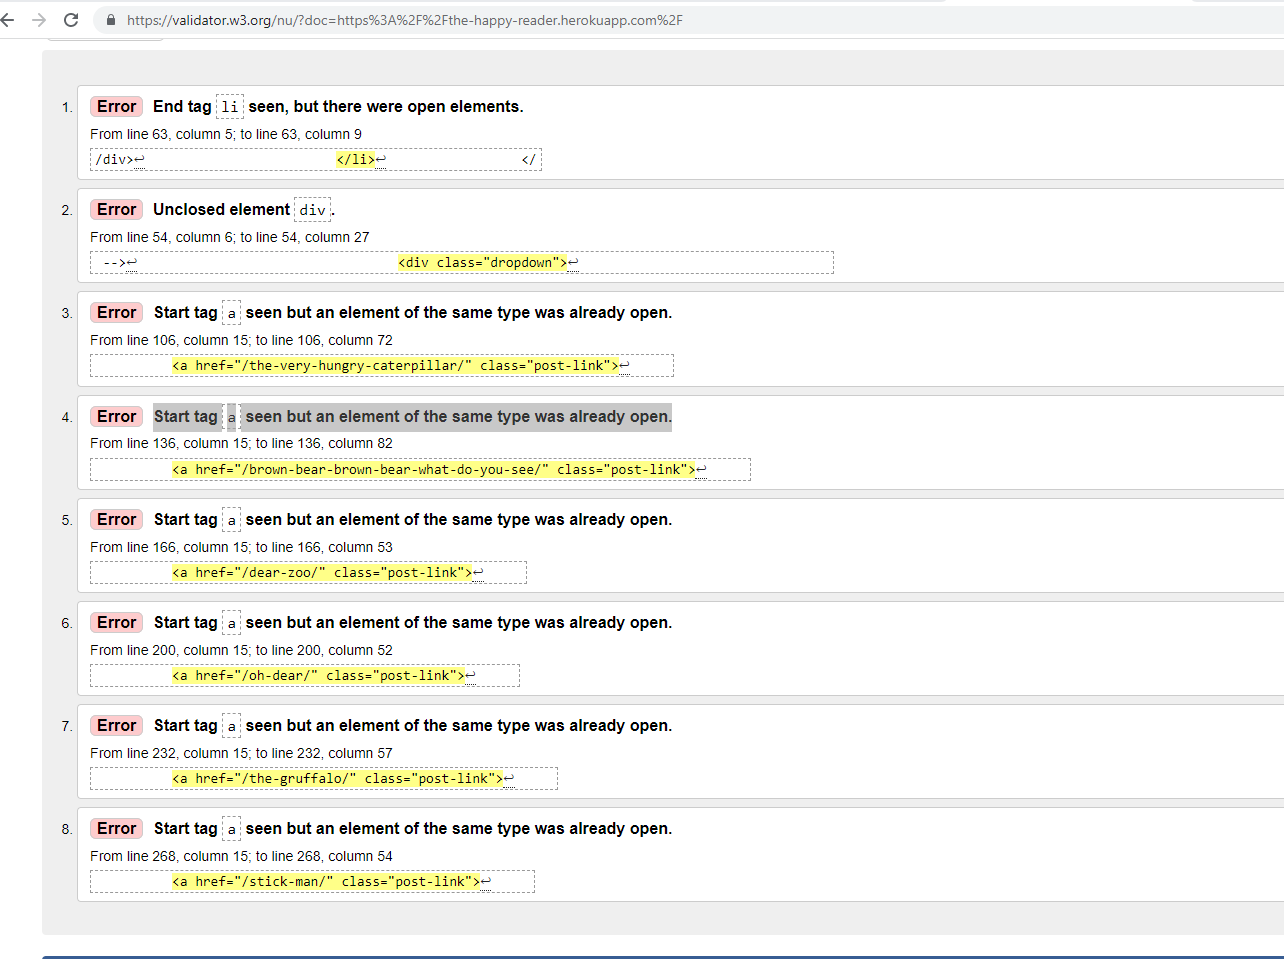 https://validator.w3.org/nu/?doc=https%3A%2F%2Fthe-happy-reader.herokuapp.com%2F
1. Error End tag li seen, but there were open elements.
From line 63, column 5; to line 63, column 9
/div>↩ </li>↩ </
2. Error Unclosed element div.
From line 54, column 6; to line 54, column 27
-->↩ <div class="dropdown">↩
3. Error Start tag a seen but an element of the same type was already open.
From line 106, column 15; to line 106, column 72
<a href="/the-very-hungry-caterpillar/" class="post-link">↩
4. Error Start tag a seen but an element of the same type was already open.
From line 136, column 15; to line 136, column 82
<a href="/brown-bear-brown-bear-what-do-you-see/" class="post-link">↩
5. Error Start tag a seen but an element of the same type was already open.
From line 166, column 15; to line 166, column 53
<a href="/dear-zoo/" class="post-link">↩
6. Error Start tag a seen but an element of the same type was already open.
From line 200, column 15; to line 200, column 52
<a href="/oh-dear/" class="post-link">↩
7. Error Start tag a seen but an element of the same type was already open.
From line 232, column 15; to line 232, column 57
<a href="/the-gruffalo/" class="post-link">↩
8. Error Start tag a seen but an element of the same type was already open.
From line 268, column 15; to line 268, column 54
<a href="/stick-man/" class="post-link">↩